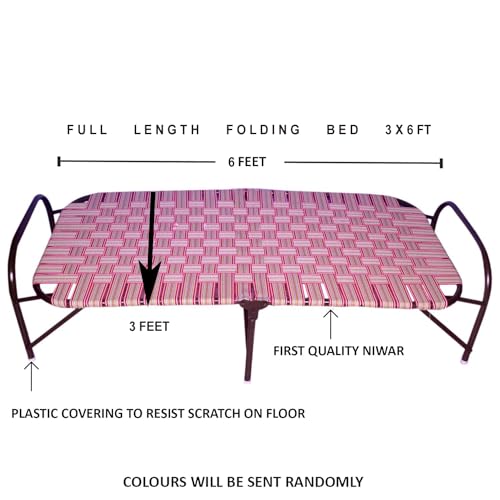 FULL LENGTH FOLDING BED 3X6FT
6 FEET
3 FEET
FIRST QUALITY NIWAR
PLASTIC COVERING TO RESIST SCRATCH ON FLOOR
COLOURS WILL BE SENT RANDOMLY